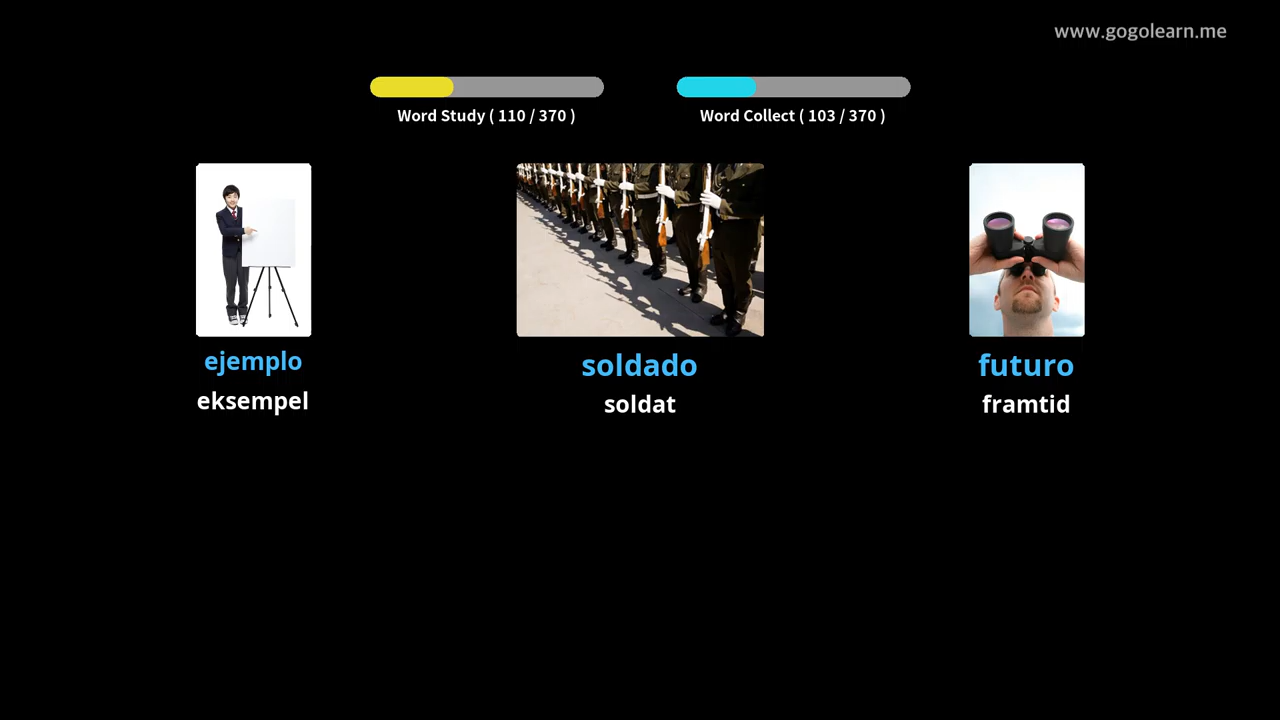 www.gogolearn.me
Word Study ( 110 / 370 )
Word Collect ( 103 / 370 )
ejemplo
eksempel
soldado
soldat
futuro
framtid